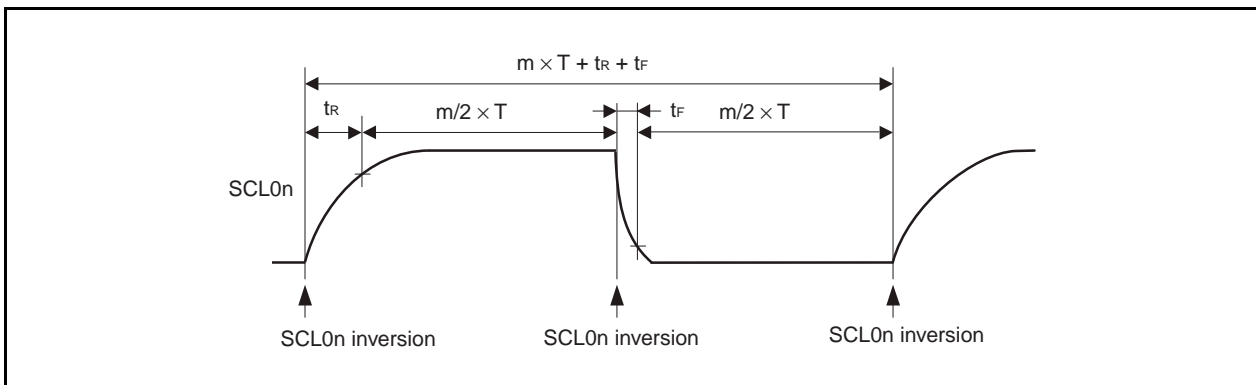 m × T + tR + tF
tR m/2 × T tF m/2 × T
SCL0n
SCL0n inversion SCL0n inversion SCL0n inversion